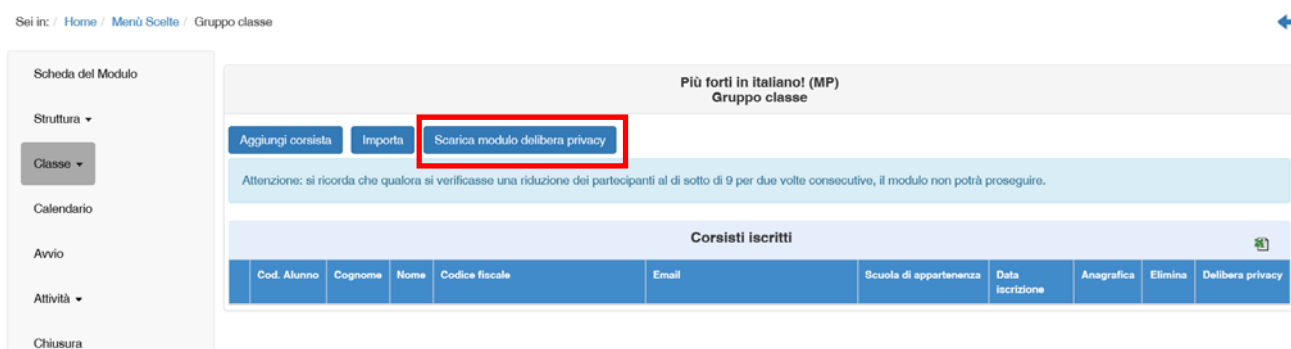 Sei in: / Home / Menù Scelte / Gruppo classe
Scheda del Modulo
Struttura
Classe
Calendario
Avvio
Attività
Chiusura
Più forti in italiano! (MP)
Gruppo classe
Aggiungi corsista Importa Scarica modulo delibera privacy
Attenzione: si ricorda che qualora si verificasse una riduzione dei partecipanti al di sotto di 9 per due volte consecutive, il modulo non potrà proseguire.
Corsisti iscritti
Cod. Alunno Cognome Nome Codice fiscale Email Scuola di appartenenza Data iscrizione Anagrafica Elimina Delibera privacy